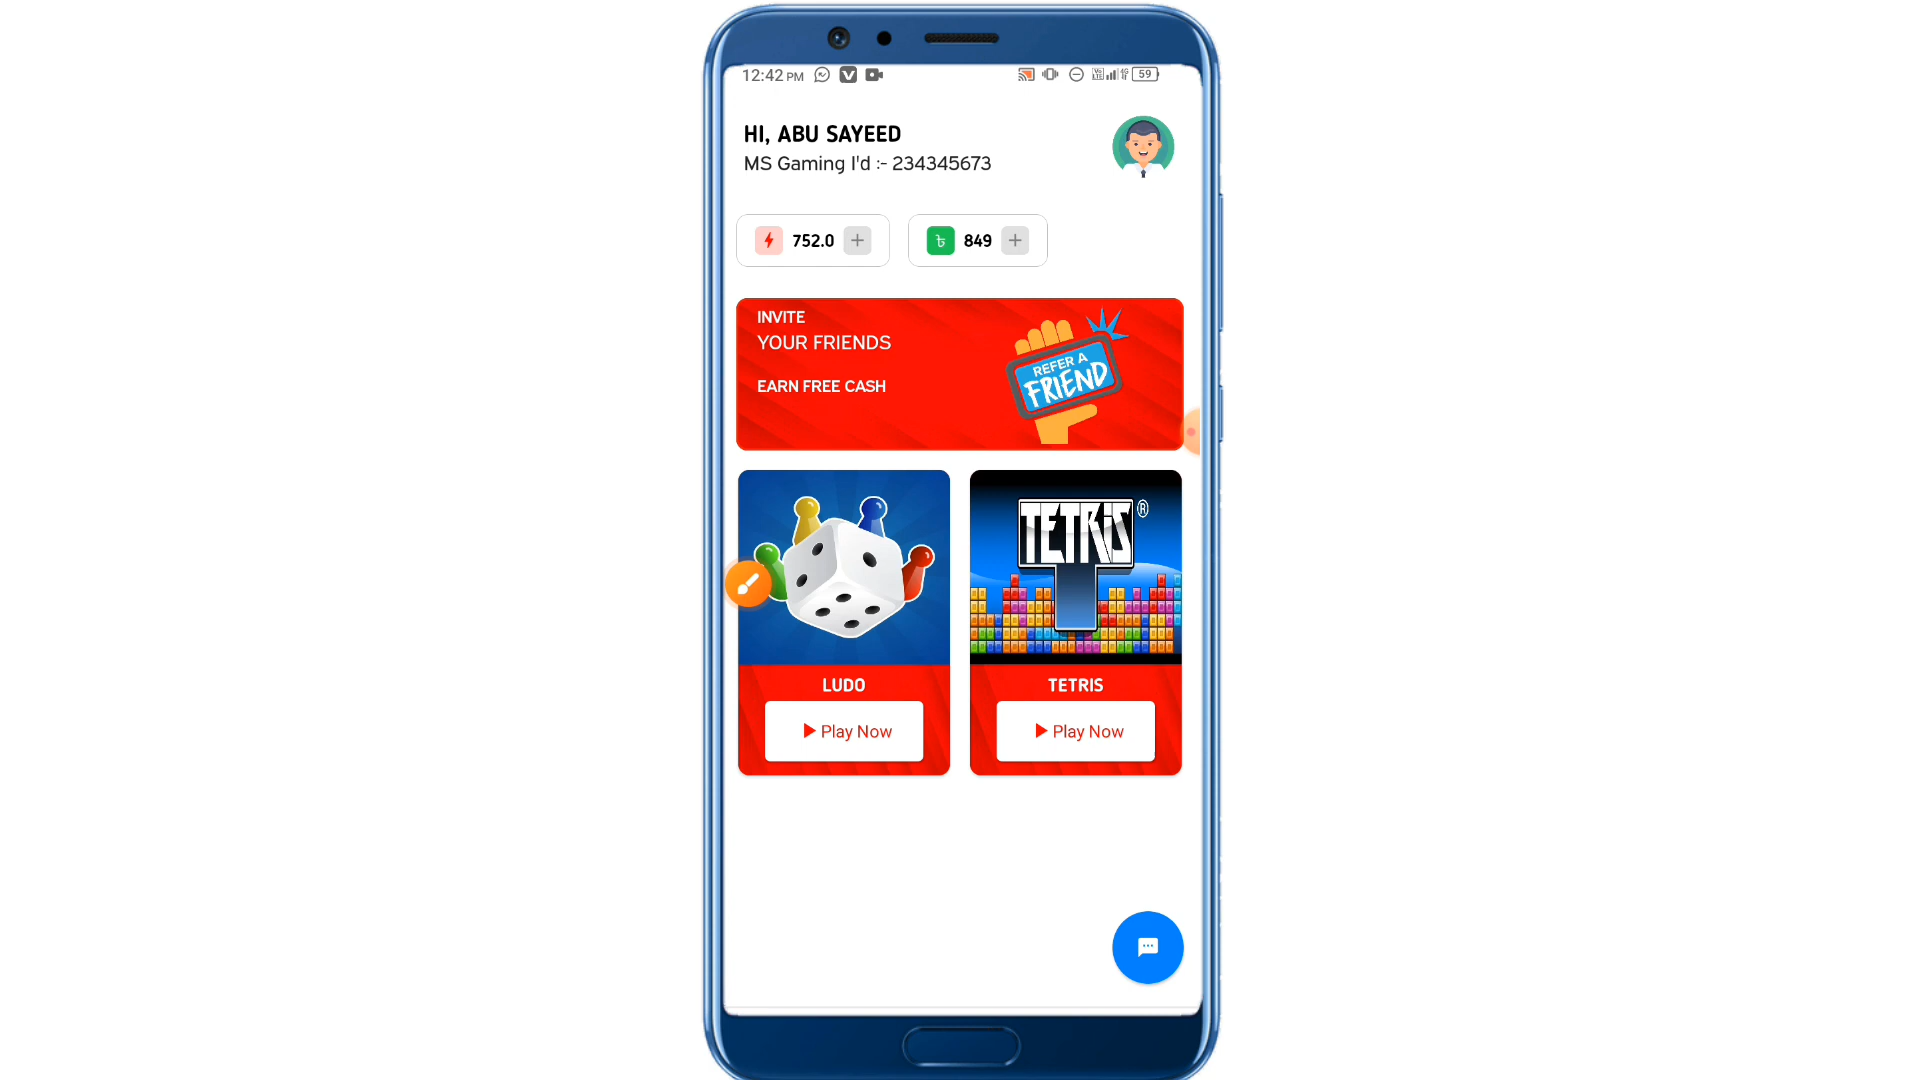 12:42 PM
59
HI, ABU SAYEED
MS Gaming I'd :- 234345673
752.0 +
৳ 849 +
INVITE
YOUR FRIENDS
EARN FREE CASH
REFER A
FRIEND
TETRIS ®
LUDO
Play Now
TETRIS
Play Now